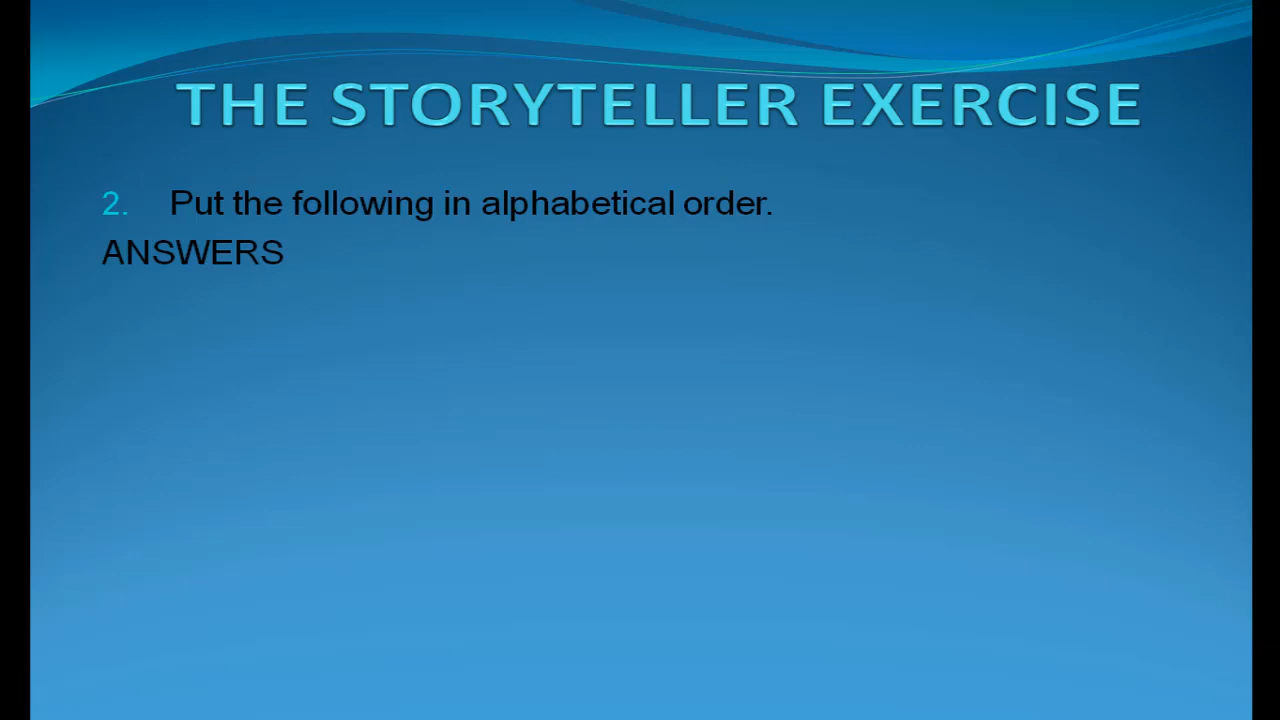 THE STORYTELLER EXERCISE
2. Put the following in alphabetical order.
ANSWERS